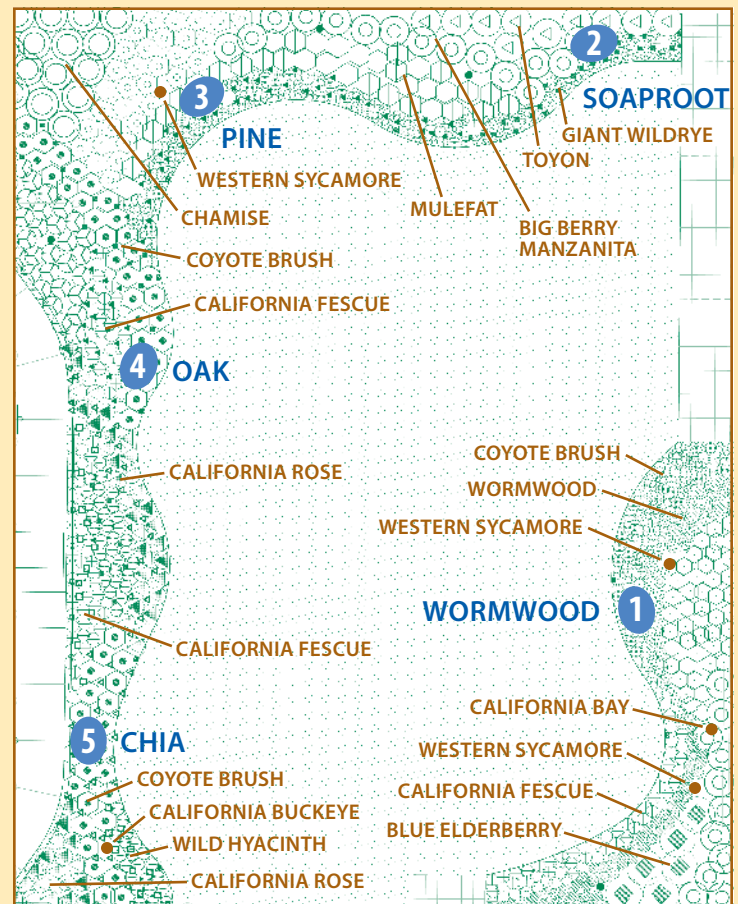 2
SOAPROOT
3
PINE
GIANT WILDRYE
TOYON
WESTERN SYCAMORE
MULEFAT
CHAMISE
BIG BERRY
MANZANITA
COYOTE BRUSH
CALIFORNIA FESCUE
4 OAK
CALIFORNIA ROSE
COYOTE BRUSH
WORMWOOD
WESTERN SYCAMORE
WORMWOOD 1
CALIFORNIA FESCUE
CALIFORNIA BAY
5 CHIA
WESTERN SYCAMORE
COYOTE BRUSH
CALIFORNIA FESCUE
CALIFORNIA BUCKEYE
BLUE ELDERBERRY
WILD HYACINTH
CALIFORNIA ROSE